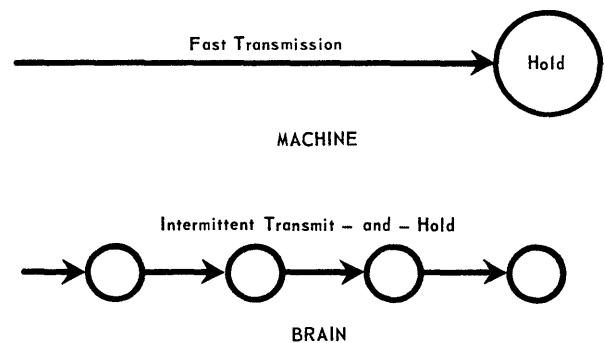 Fast Transmission
Hold
MACHINE
Intermittent Transmit – and – Hold
BRAIN